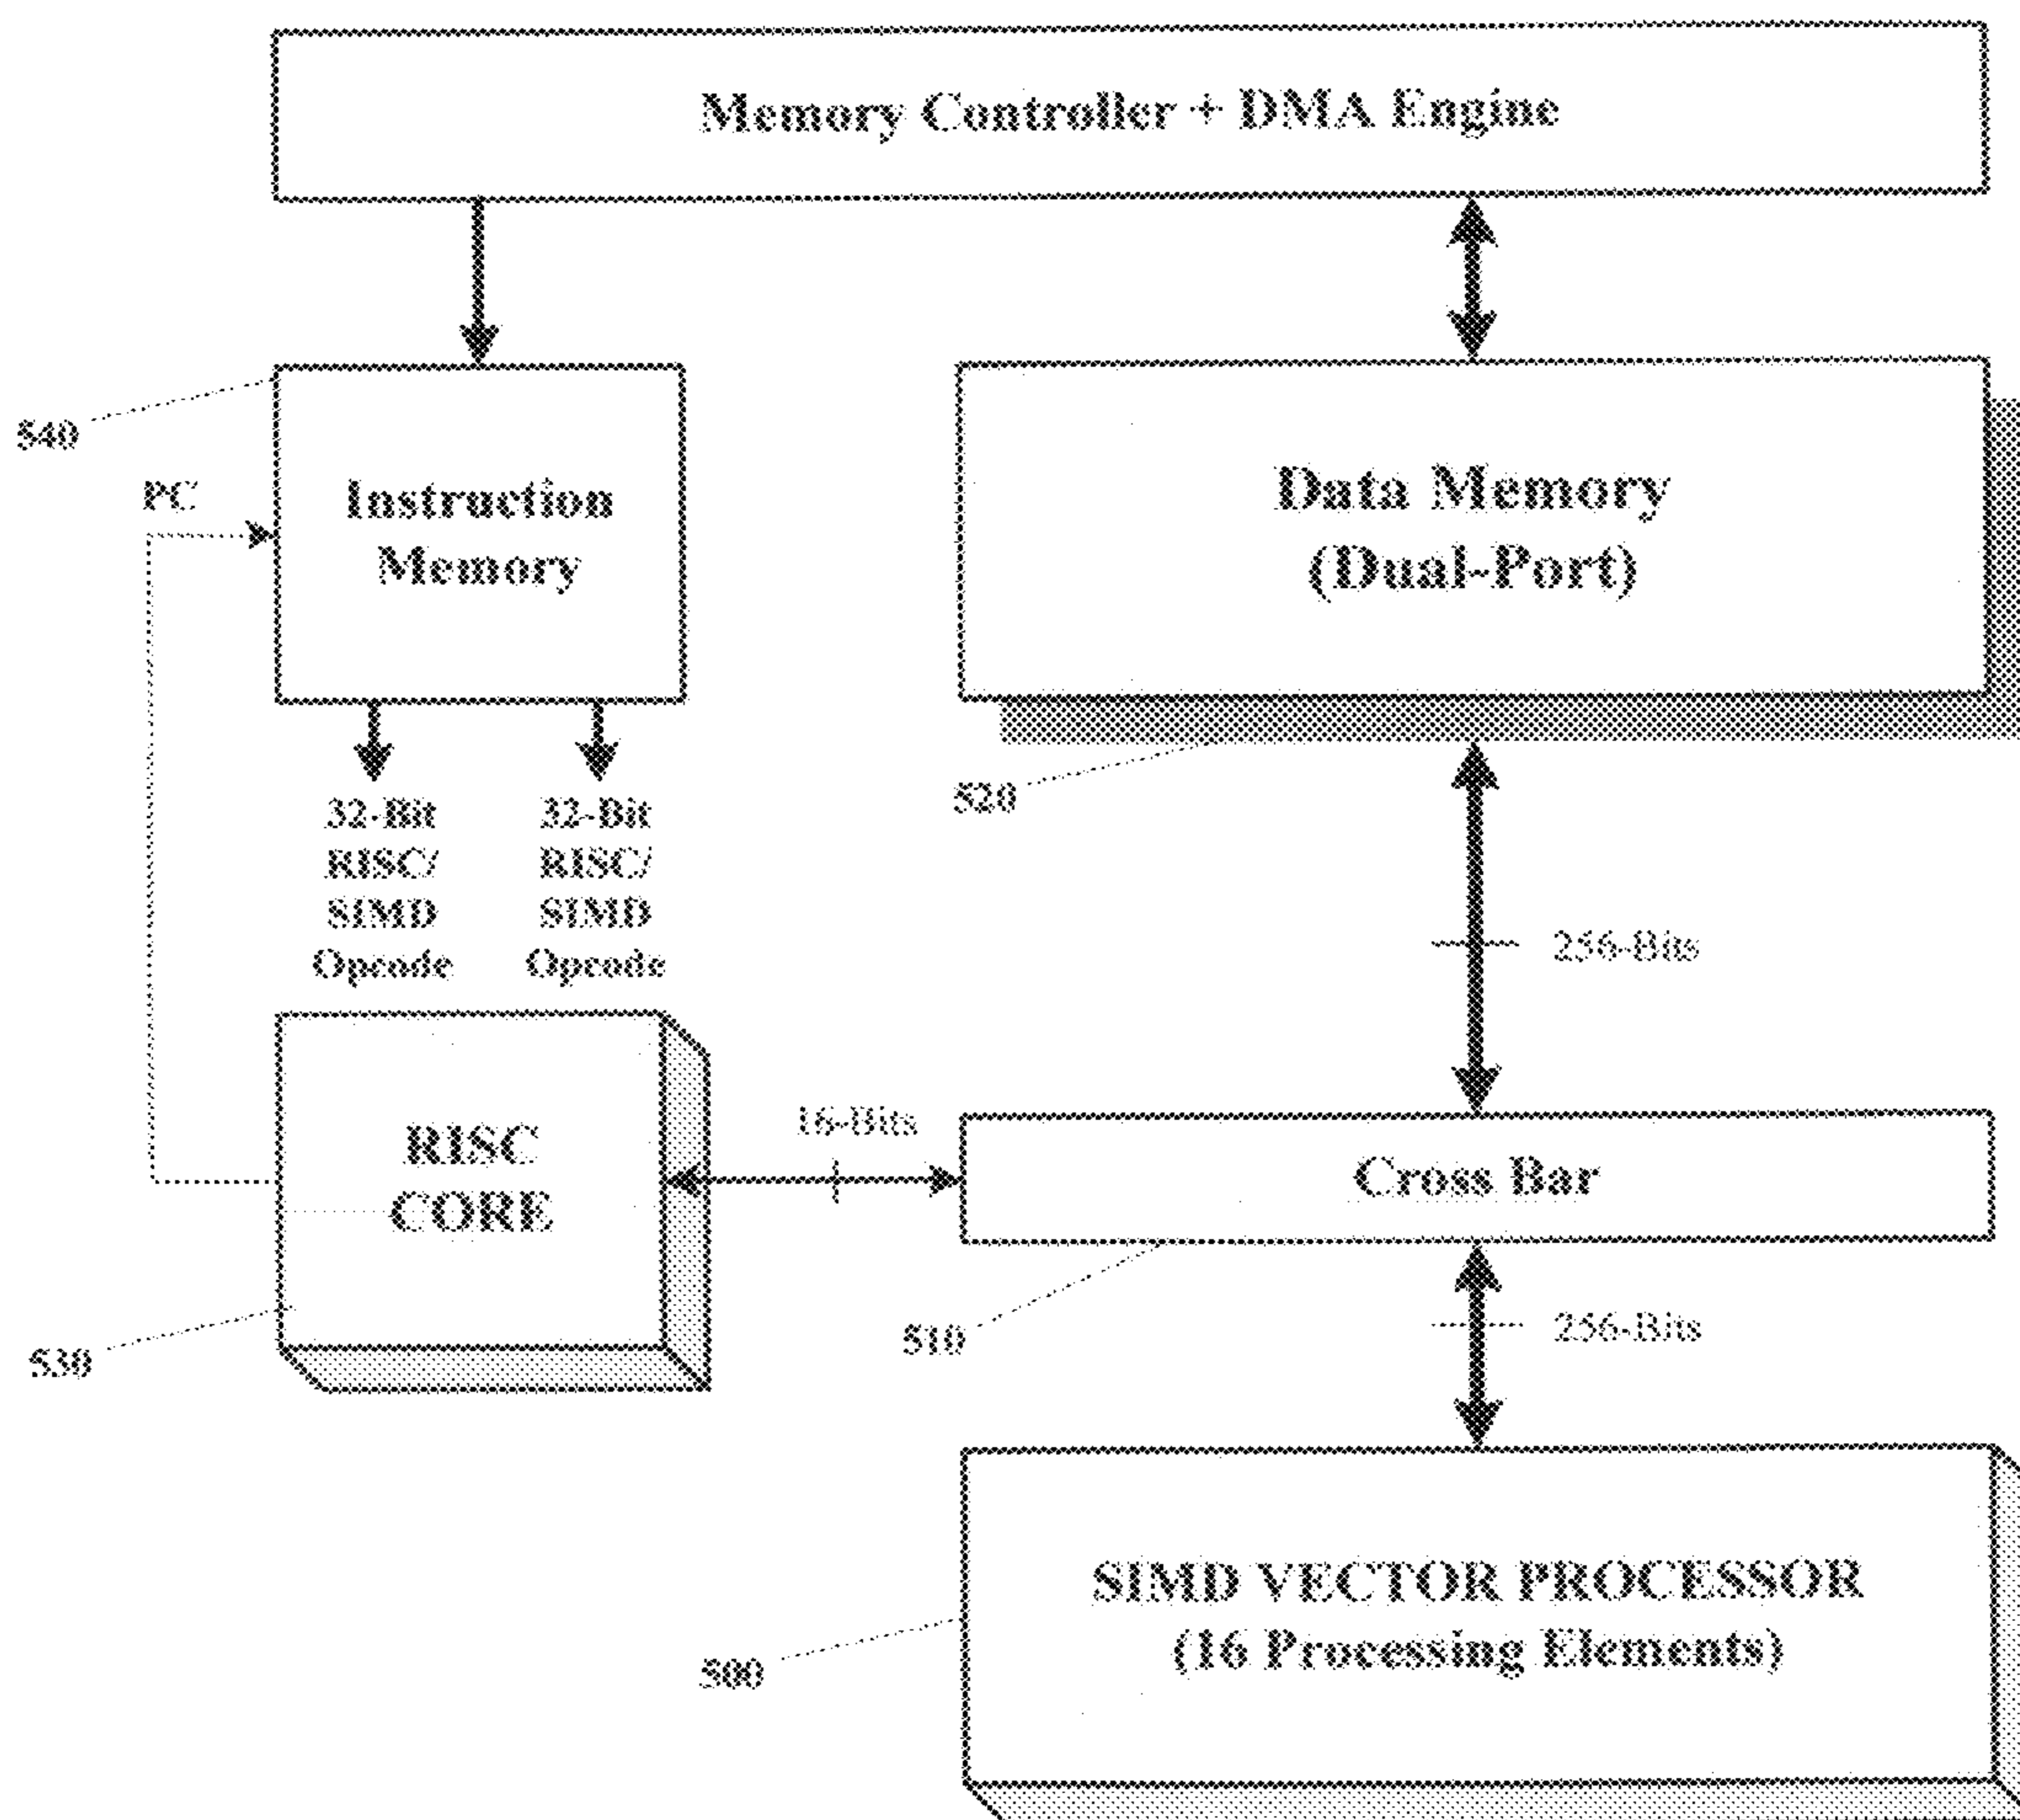 Memory Controller + DMA Engine
540
PC
Instruction
Memory
Data Memory
(Dual-Port)
520
32-Bit
RISC/
SIMD
Opcode
32-Bit
RISC/
SIMD
Opcode
256-Bits
RISC
CORE
16-Bits
Cross Bar
530
510
256-Bits
SIMD VECTOR PROCESSOR
(16 Processing Elements)
500